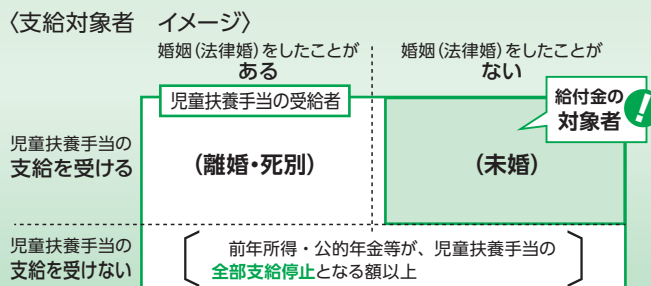 〈支給対象者　イメージ〉
婚姻(法律婚)をしたことが
ある
婚姻(法律婚)をしたことが
ない
児童扶養手当の受給者
給付金の
対象者
!
児童扶養手当の
支給を受ける
(離婚・死別)
(未婚)
児童扶養手当の
支給を受けない
前年所得・公的年金等が、児童扶養手当の
全部支給停止となる額以上